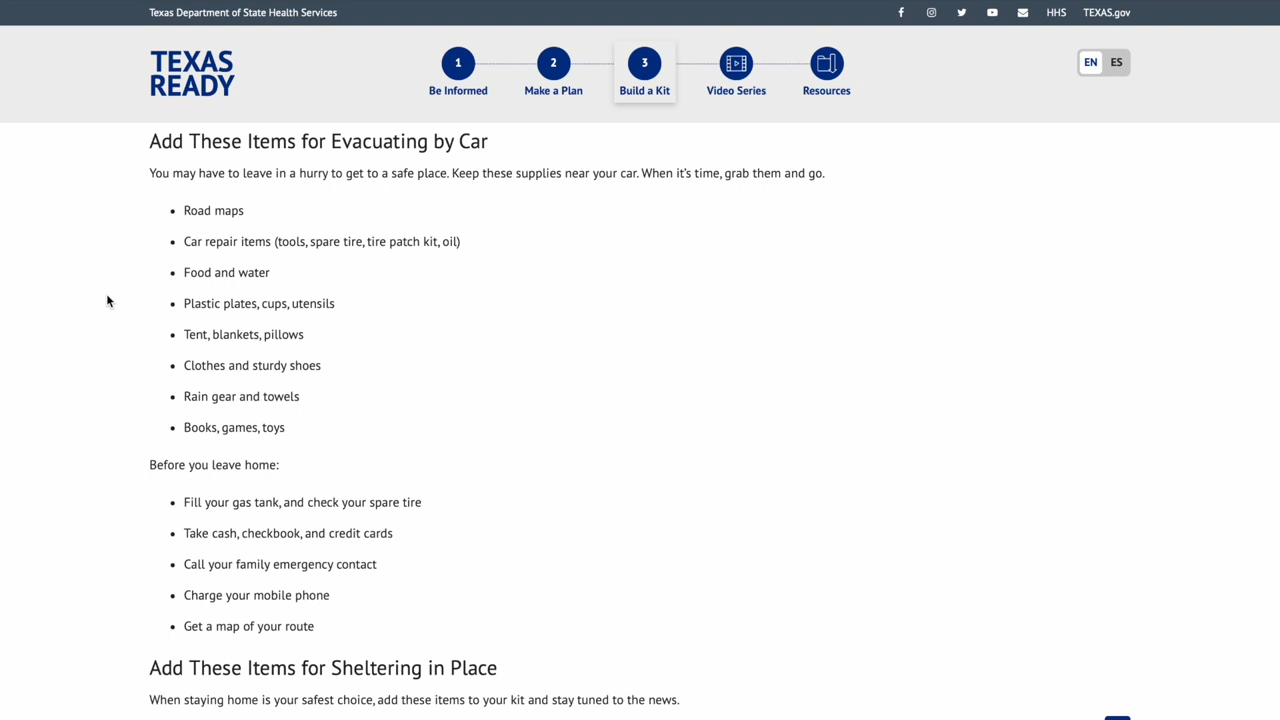 Texas Department of State Health Services
HHS
TEXAS.gov
TEXAS
READY
1
2
3
Be Informed
Make a Plan
Build a Kit
Video Series
Resources
EN
ES
Add These Items for Evacuating by Car
You may have to leave in a hurry to get to a safe place. Keep these supplies near your car. When it's time, grab them and go.
Road maps
Car repair items (tools, spare tire, tire patch kit, oil)
Food and water
Plastic plates, cups, utensils
Tent, blankets, pillows
Clothes and sturdy shoes
Rain gear and towels
Books, games, toys
Before you leave home:
Fill your gas tank, and check your spare tire
Take cash, checkbook, and credit cards
Call your family emergency contact
Charge your mobile phone
Get a map of your route
Add These Items for Sheltering in Place
When staying home is your safest choice, add these items to your kit and stay tuned to the news.